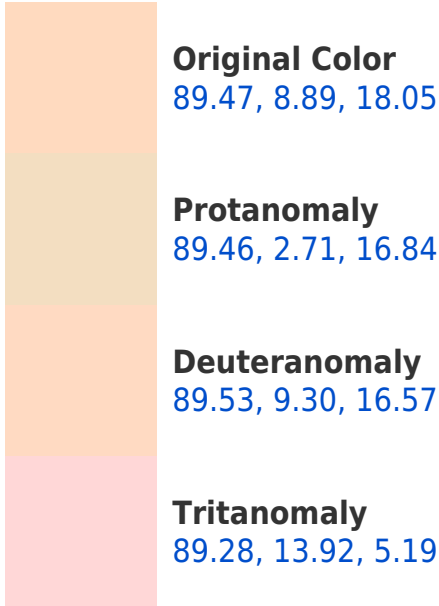 Original Color
89.47, 8.89, 18.05
Protanomaly
89.46, 2.71, 16.84
Deuteranomaly
89.53, 9.30, 16.57
Tritanomaly
89.28, 13.92, 5.19